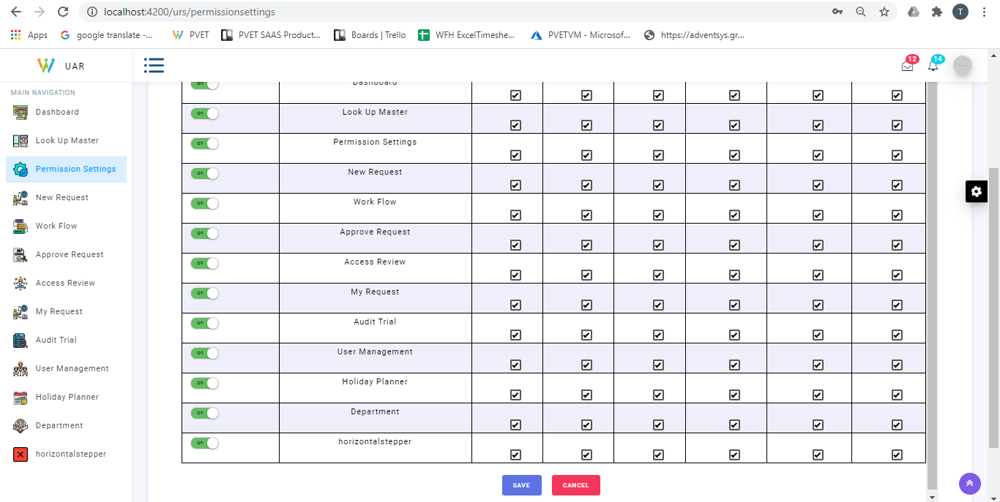 localhost:4200/urs/permissionsettings
T
Apps
google translate -...
PVET
PVET SAAS Product...
Boards | Trello
WFH ExcelTimeshe...
PVETVM - Microsof...
https://adventsys.gr...
UAR
12
14
MAIN NAVIGATION
Dashboard
Look Up Master
Permission Settings
New Request
Work Flow
Approve Request
Access Review
My Request
Audit Trial
User Management
Holiday Planner
Department
horizontalstepper
on Dashboard
on Look Up Master
on Permission Settings
on New Request
on Work Flow
on Approve Request
on Access Review
on My Request
on Audit Trial
on User Management
on Holiday Planner
on Department
on horizontalstepper
SAVE
CANCEL